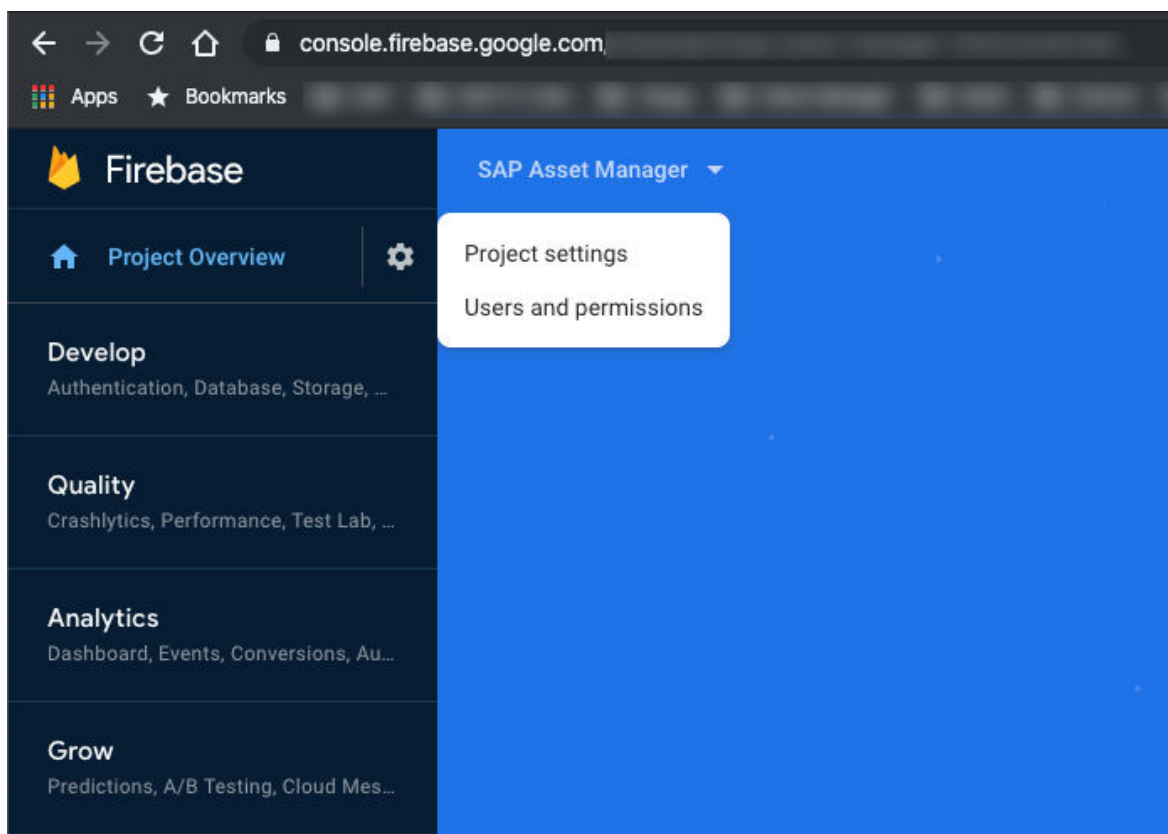 console.firebase.google.com
Apps Bookmarks
Firebase
SAP Asset Manager
Project Overview
Project settings
Users and permissions
Develop
Authentication, Database, Storage, ...
Quality
Crashlytics, Performance, Test Lab, ...
Analytics
Dashboard, Events, Conversions, Au...
Grow
Predictions, A/B Testing, Cloud Mes...